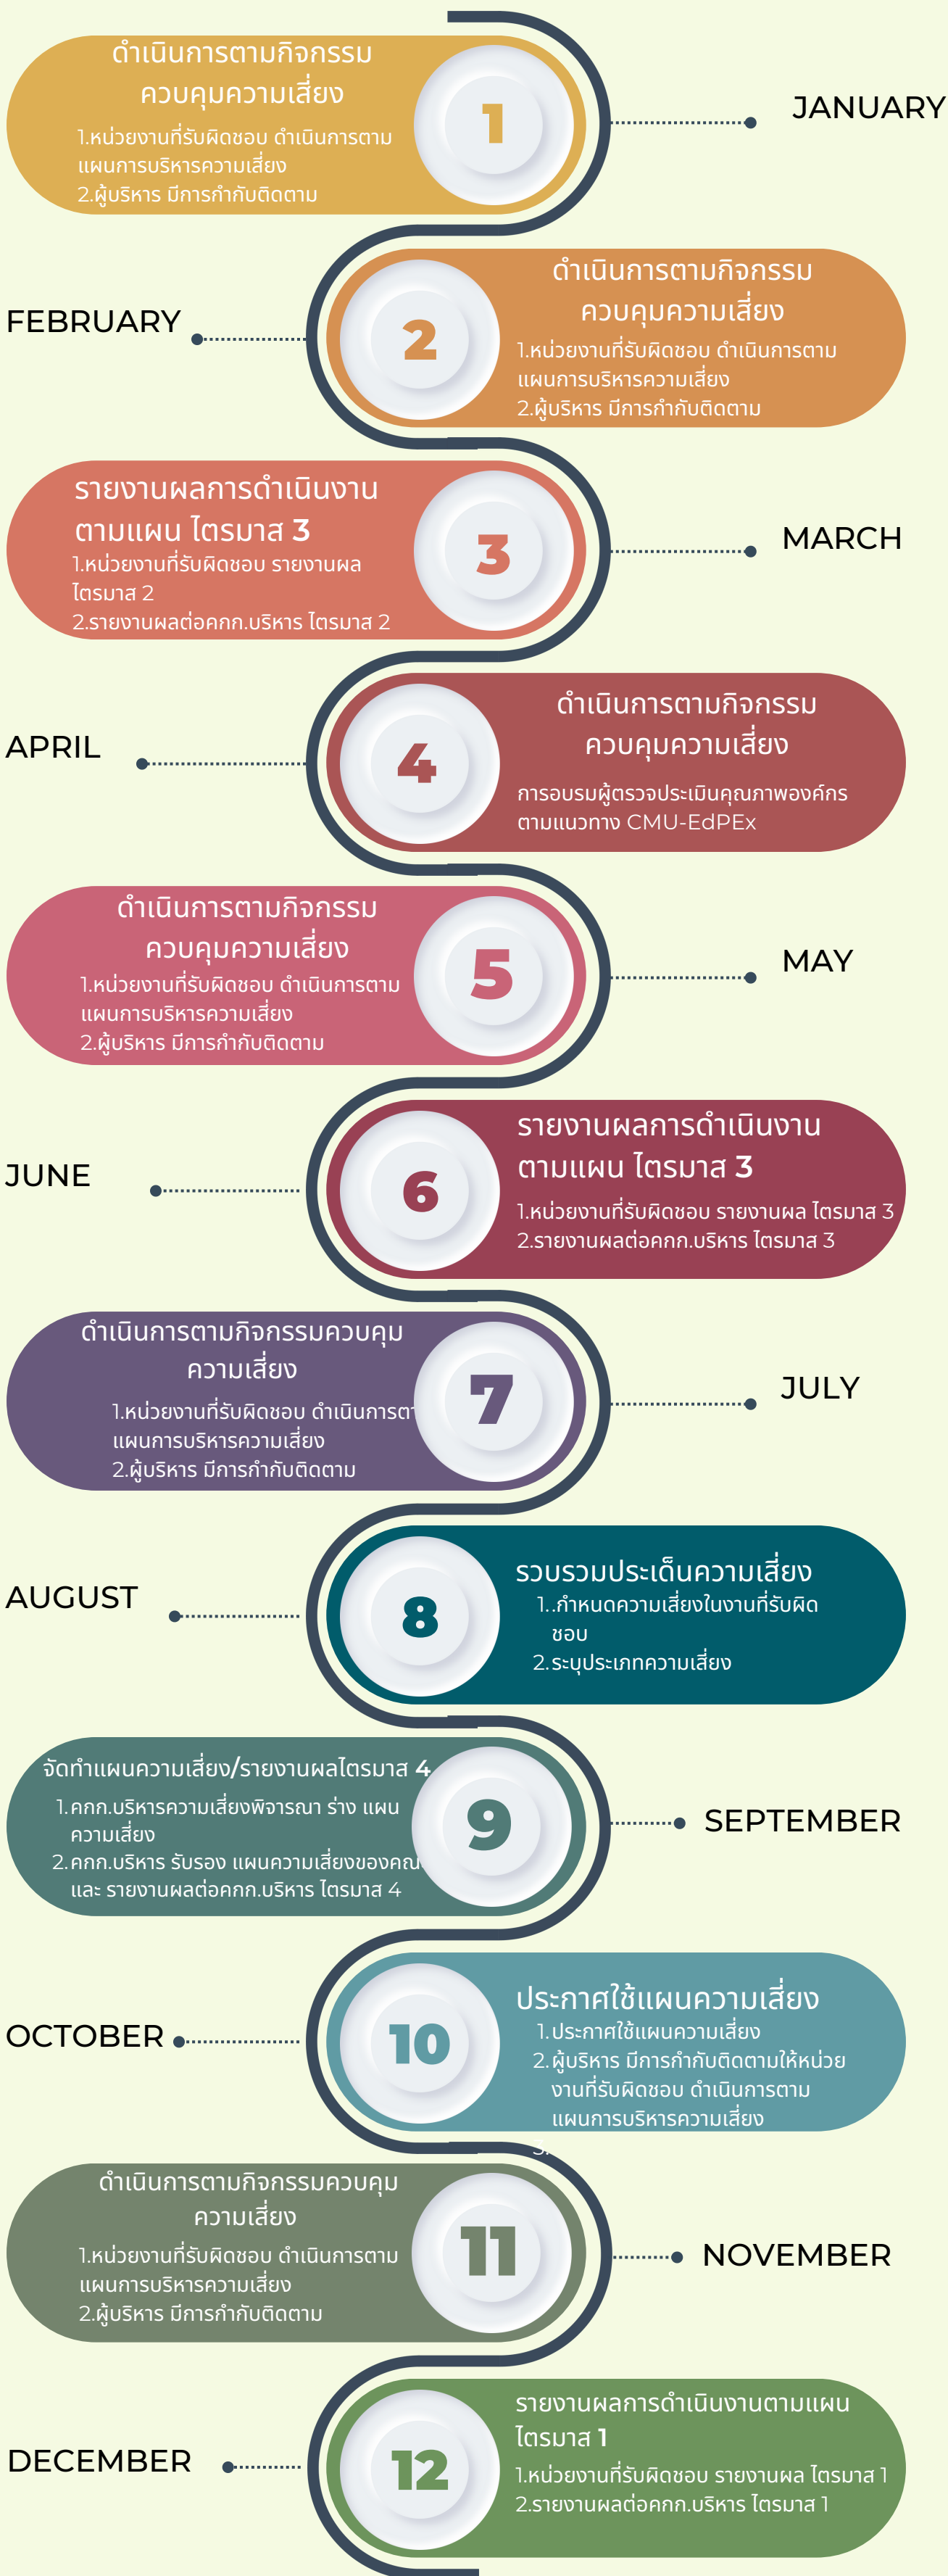 ดำเนินการตามกิจกรรม
ควบคุมความเสี่ยง
1.หน่วยงานที่รับผิดชอบ ดำเนินการตาม
แผนการบริหารความเสี่ยง
2.ผู้บริหาร มีการกำกับติดตาม
1
JANUARY
FEBRUARY
2
ดำเนินการตามกิจกรรม
ควบคุมความเสี่ยง
1.หน่วยงานที่รับผิดชอบ ดำเนินการตาม
แผนการบริหารความเสี่ยง
2.ผู้บริหาร มีการกำกับติดตาม
รายงานผลการดำเนินงาน
ตามแผน ไตรมาส 3
1.หน่วยงานที่รับผิดชอบ รายงานผล
ไตรมาส 2
2.รายงานผลต่อคกก.บริหาร ไตรมาส 2
3
MARCH
APRIL
4
ดำเนินการตามกิจกรรม
ควบคุมความเสี่ยง
การอบรมผู้ตรวจประเมินคุณภาพองค์กร
ตามแนวทาง CMU-EdPEx
ดำเนินการตามกิจกรรม
ควบคุมความเสี่ยง
1.หน่วยงานที่รับผิดชอบ ดำเนินการตาม
แผนการบริหารความเสี่ยง
2.ผู้บริหาร มีการกำกับติดตาม
5
MAY
JUNE
6
รายงานผลการดำเนินงาน
ตามแผน ไตรมาส 3
1.หน่วยงานที่รับผิดชอบ รายงานผล ไตรมาส 3
2.รายงานผลต่อคกก.บริหาร ไตรมาส 3
ดำเนินการตามกิจกรรมควบคุม
ความเสี่ยง
1.หน่วยงานที่รับผิดชอบ ดำเนินการตา
แผนการบริหารความเสี่ยง
2.ผู้บริหาร มีการกำกับติดตาม
7
JULY
AUGUST
8
รวบรวมประเด็นความเสี่ยง
1. .กำหนดความเสี่ยงในงานที่รับผิด
ชอบ
2. ระบุประเภทความเสี่ยง
จัดทำแผนความเสี่ยง/รายงานผลไตรมาส 4
1. คกก.บริหารความเสี่ยงพิจารณา ร่าง แผน
ความเสี่ยง
2. คกก.บริหาร รับรอง แผนความเสี่ยงของคณ
และ รายงานผลต่อคกก.บริหาร ไตรมาส 4
9
SEPTEMBER
OCTOBER
10
ประกาศใช้แผนความเสี่ยง
1. ประกาศใช้แผนความเสี่ยง
2. ผู้บริหาร มีการกำกับติดตามให้หน่วย
งานที่รับผิดชอบ ดำเนินการตาม
แผนการบริหารความเสี่ยง
3.
ดำเนินการตามกิจกรรมควบคุม
ความเสี่ยง
1.หน่วยงานที่รับผิดชอบ ดำเนินการตาม
แผนการบริหารความเสี่ยง
2.ผู้บริหาร มีการกำกับติดตาม
11
NOVEMBER
DECEMBER
12
รายงานผลการดำเนินงานตามแผน
ไตรมาส 1
1.หน่วยงานที่รับผิดชอบ รายงานผล ไตรมาส 1
2.รายงานผลต่อคกก.บริหาร ไตรมาส 1